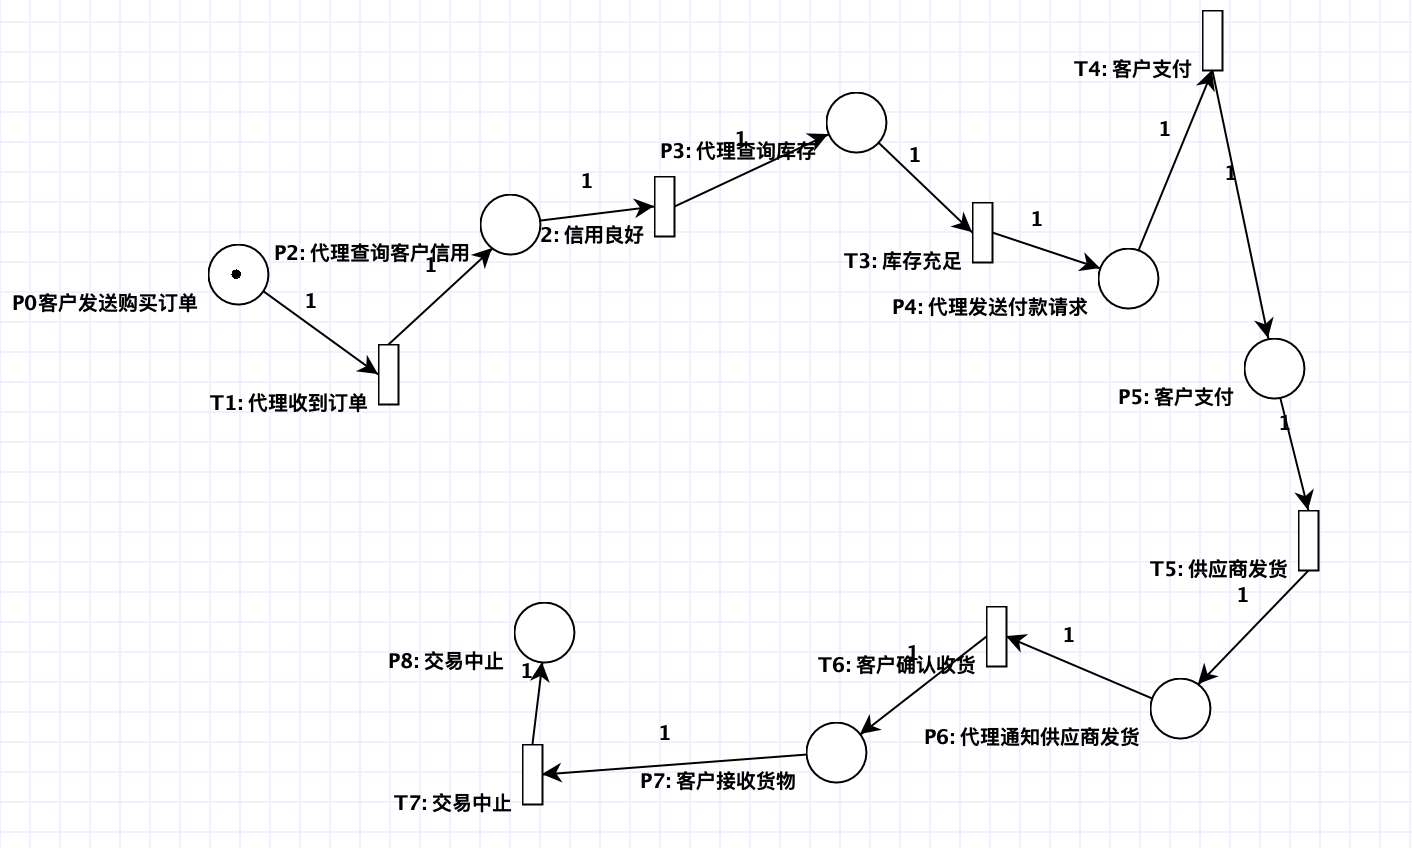 T4: 客户支付
1
1
P3: 代理查询库存
1
1
1
1
2: 信用良好
1
P2: 代理查询客户信用
1
T3: 库存充足
P4: 代理发送付款请求
P0客户发送购买订单
1
T1: 代理收到订单
P5: 客户支付
1
T5: 供应商发货
1
1
T6: 客户确认收货
1
P8: 交易中止
1
P6: 代理通知供应商发货
1
P7: 客户接收货物
T7: 交易中止